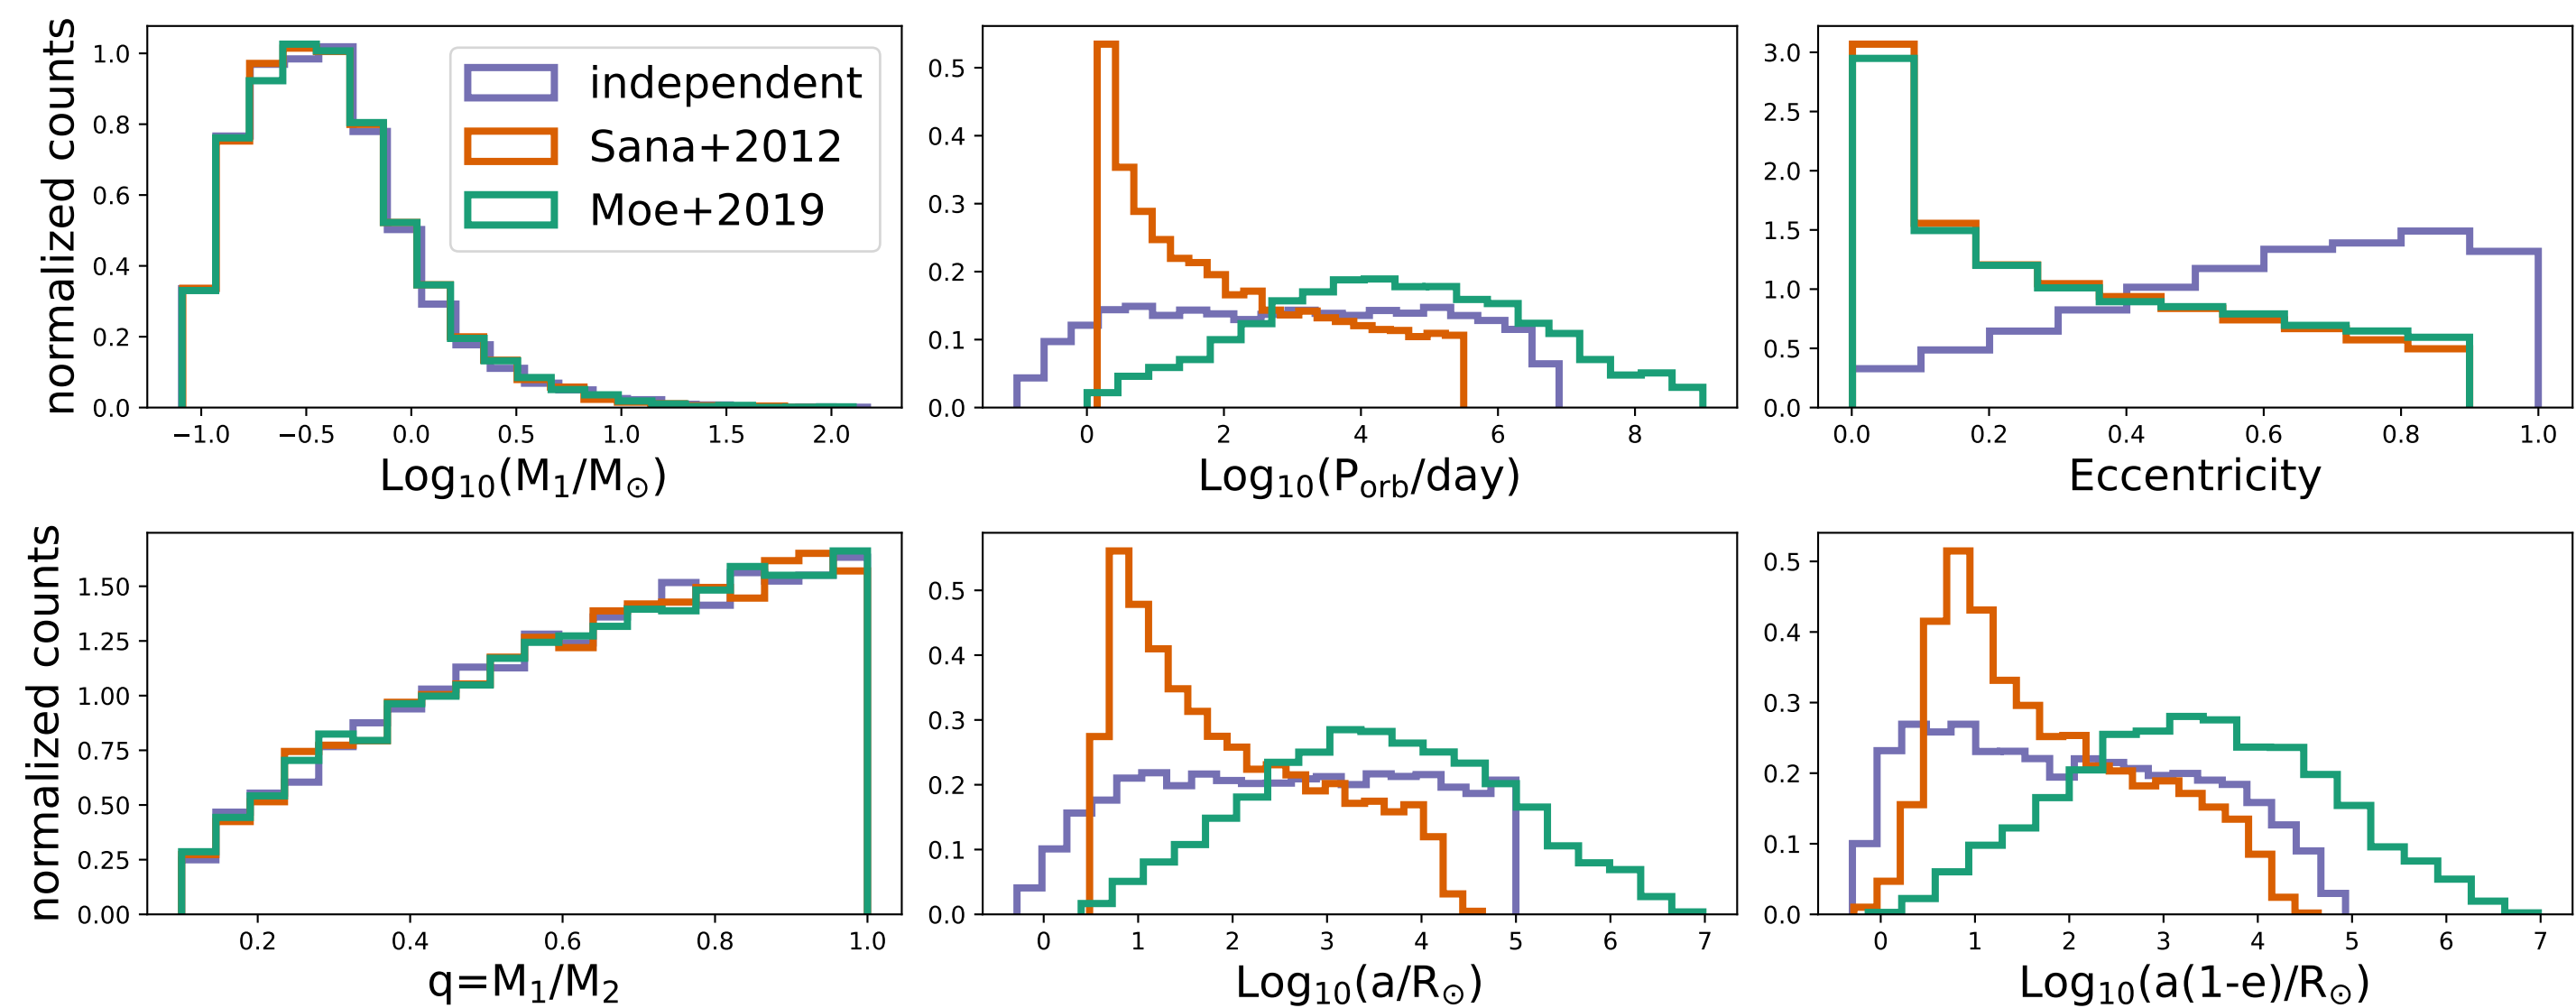 normalized counts
1.0
0.8
0.6
0.4
0.2
0.0
−1.0 −0.5 0.0 0.5 1.0 1.5 2.0
Log₁₀(M₁/M☉)
independent
Sana+2012
Moe+2019
0.5
0.4
0.3
0.2
0.1
0.0
0 2 4 6 8
Log₁₀(Pₒᵣb/day)
3.0
2.5
2.0
1.5
1.0
0.5
0.0
0.0 0.2 0.4 0.6 0.8 1.0
Eccentricity
normalized counts
1.50
1.25
1.00
0.75
0.50
0.25
0.00
0.2 0.4 0.6 0.8 1.0
q=M₁/M₂
0.5
0.4
0.3
0.2
0.1
0.0
0 1 2 3 4 5 6 7
Log₁₀(a/R☉)
0.5
0.4
0.3
0.2
0.1
0.0
0 1 2 3 4 5 6 7
Log₁₀(a(1-e)/R☉)